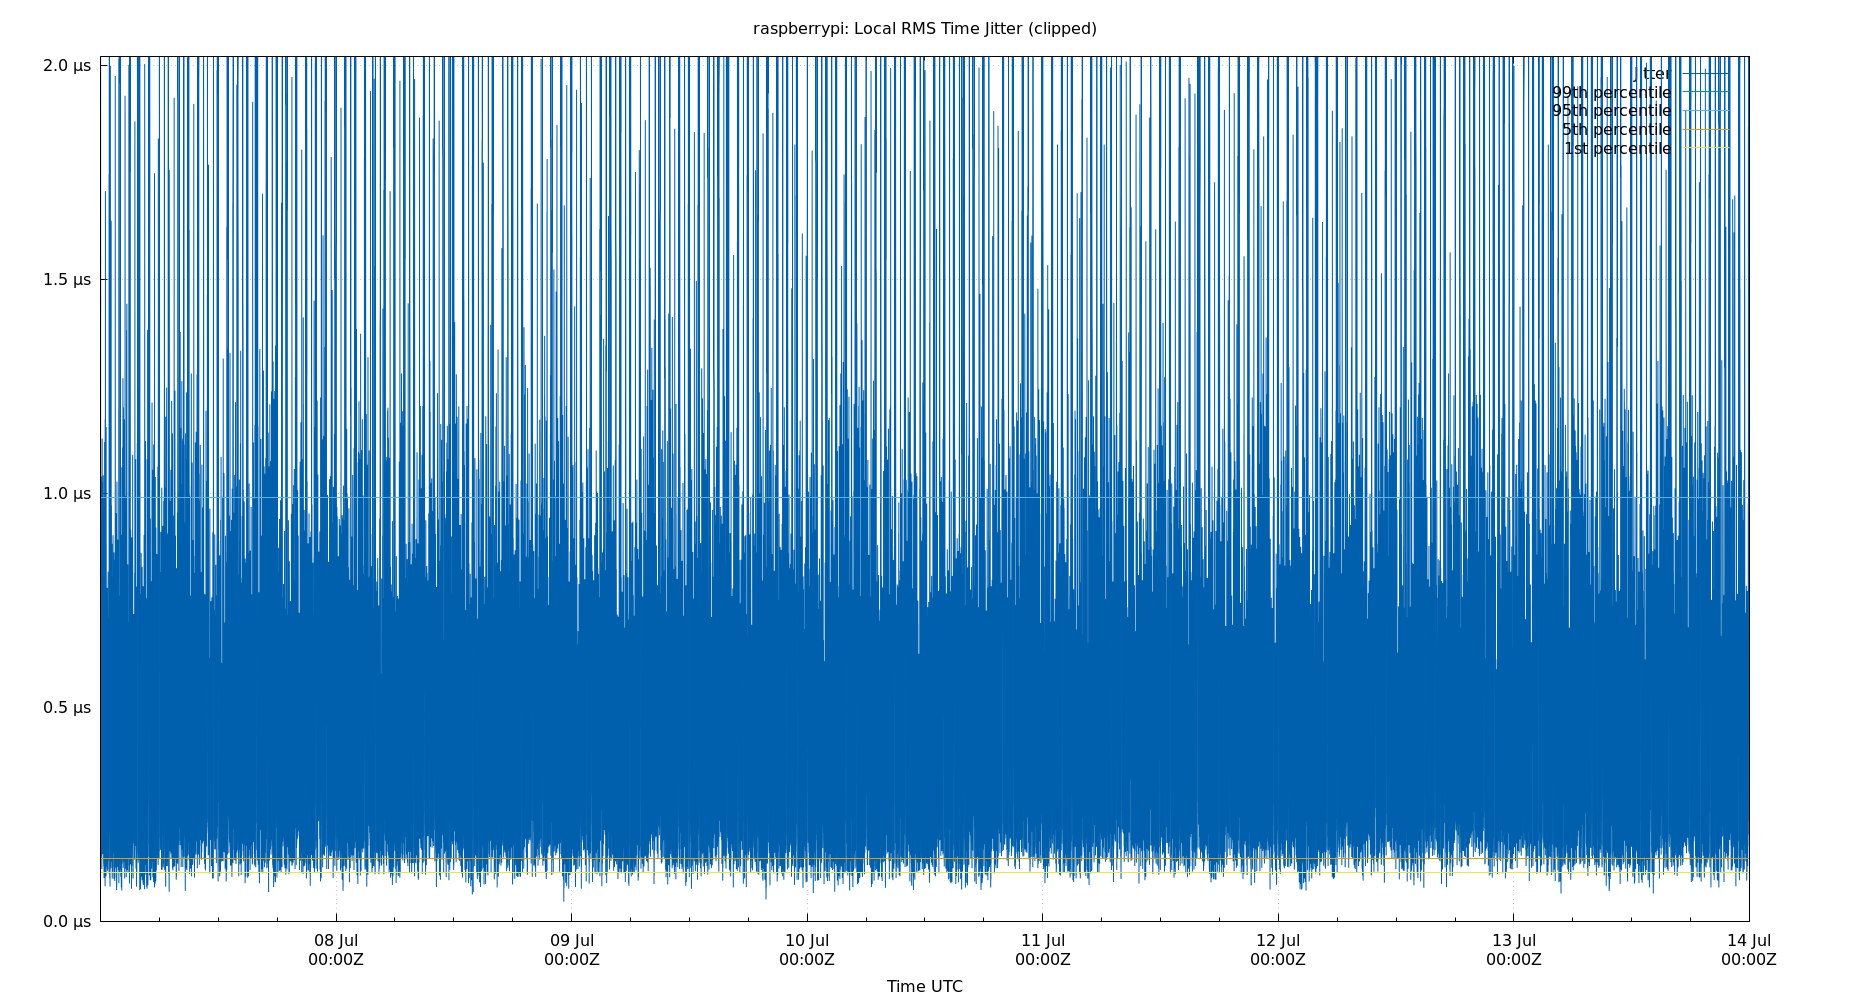 raspberrypi: Local RMS Time Jitter (clipped)
2.0 μs
jitter
99th percentile
95th percentile
5th percentile
1st percentile
1.5 μs
1.0 μs
0.5 μs
0.0 μs
08 Jul 09 Jul 10 Jul 11 Jul 12 Jul 13 Jul 14 Jul
00:00Z 00:00Z 00:00Z 00:00Z 00:00Z 00:00Z 00:00Z
Time UTC